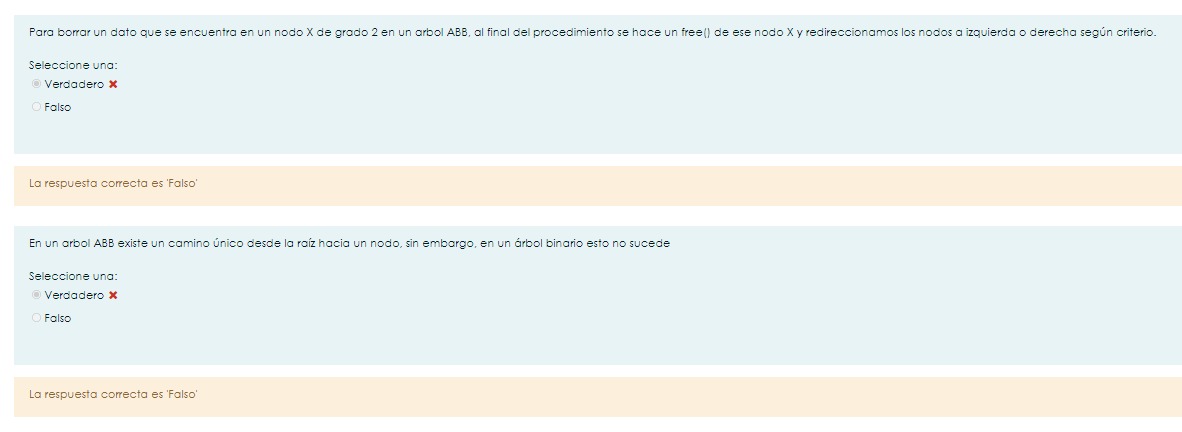 Para borrar un dato que se encuentra en un nodo X de grado 2 en un arbol ABB, al final del procedimiento se hace un free() de ese nodo X y redireccionamos los nodos a izquierda o derecha según criterio.
Seleccione una:
Verdadero
Falso
La respuesta correcta es 'Falso'
En un arbol ABB existe un camino único desde la raíz hacia un nodo, sin embargo, en un árbol binario esto no sucede
Seleccione una:
Verdadero
Falso
La respuesta correcta es 'Falso'